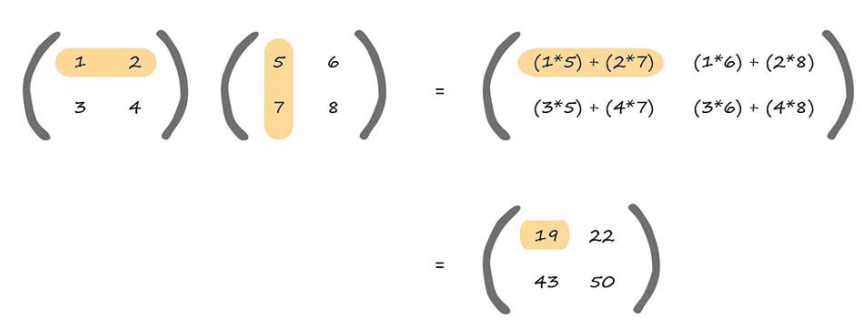 1 2 5 6 = (1*5) + (2*7) (1*6) + (2*8)
3 4 7 8 (3*5) + (4*7) (3*6) + (4*8)
= 19 22
43 50